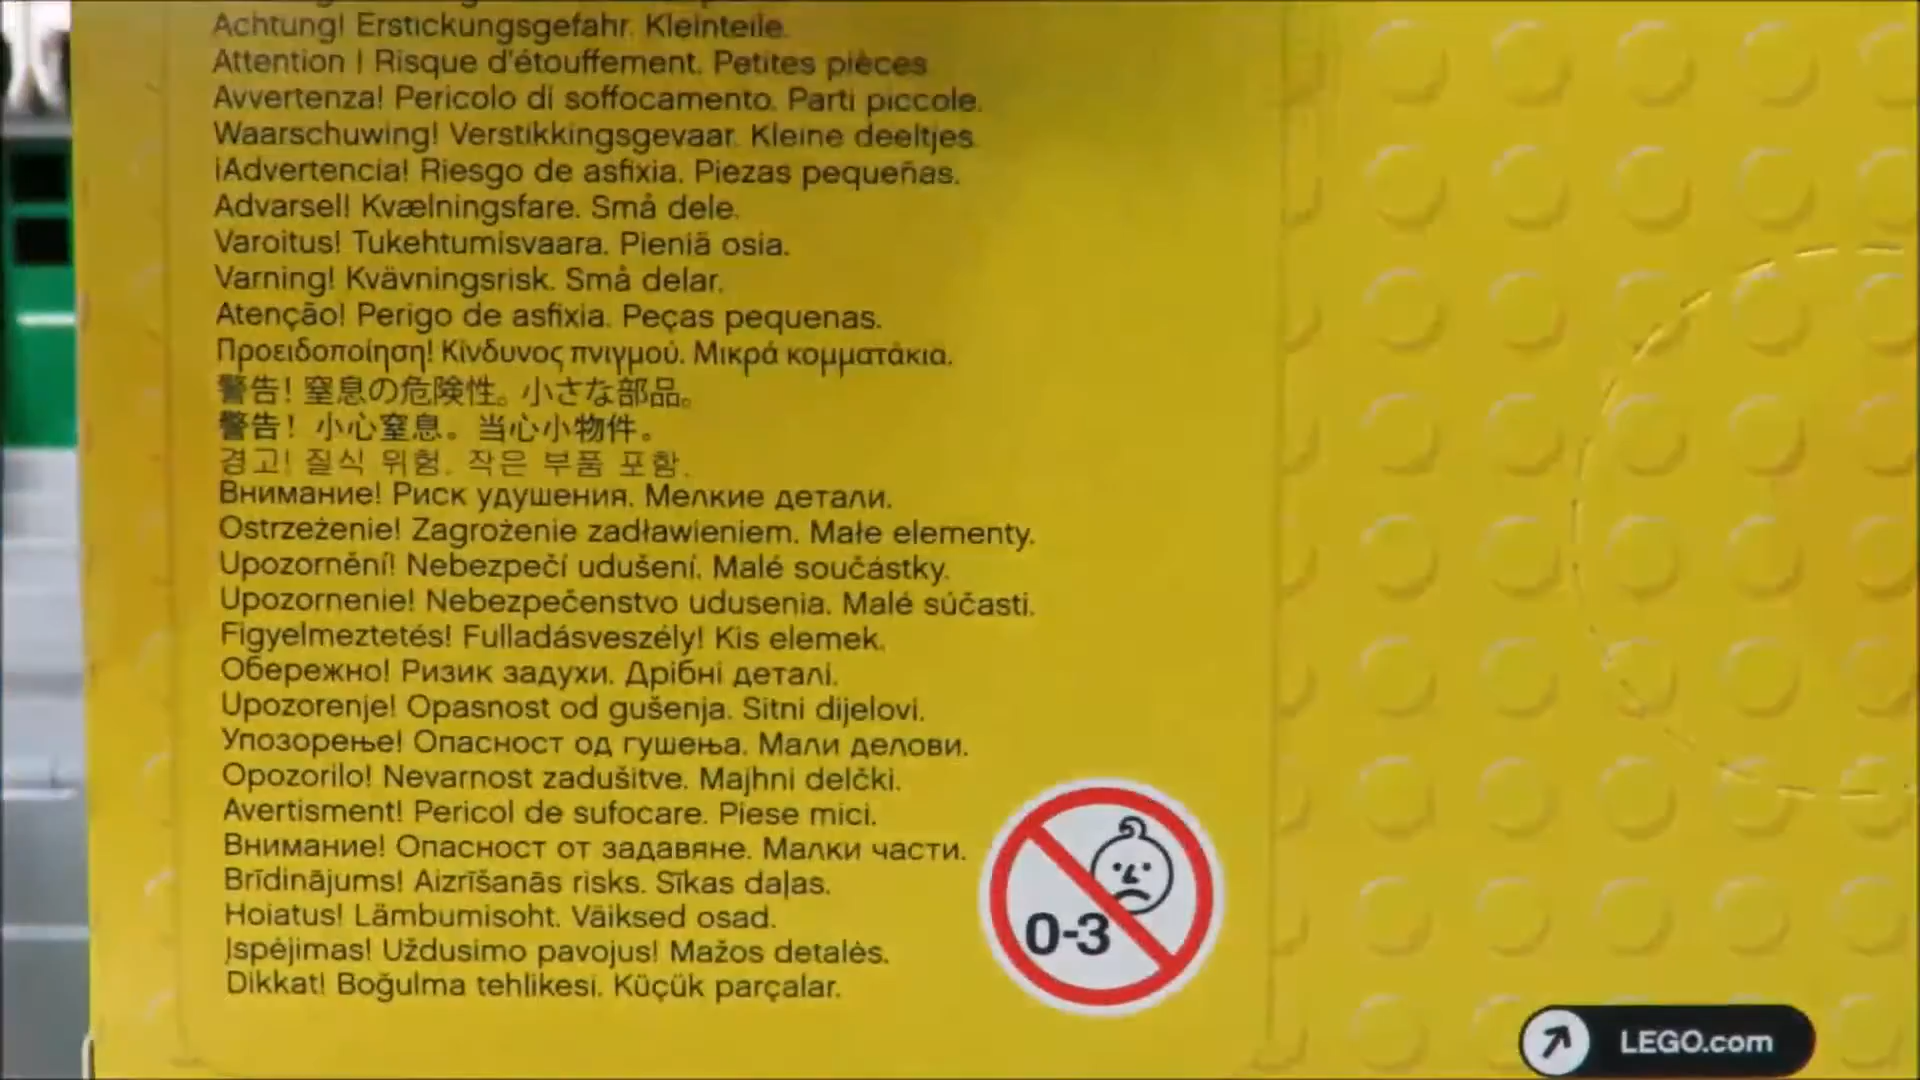 Achtung! Erstickungsgefahr. Kleinteile.
Attention ! Risque d'étouffement. Petites pièces
Avvertenza! Pericolo di soffocamento. Parti piccole.
Waarschuwing! Verstikkingsgevaar. Kleine deeltjes.
¡Advertencia! Riesgo de asfixia. Piezas pequeñas.
Advarsel! Kvælningsfare. Små dele.
Varoitus! Tukehtumisvaara. Pieniä osia.
Varning! Kvävningsrisk. Små delar.
Atenção! Perigo de asfixia. Peças pequenas.
Προειδοποίηση! Κίνδυνος πνιγμού. Μικρά κομματάκια.
警告! 窒息の危険性。小さな部品。
警告！小心窒息。当心小物件。
경고! 질식 위험. 작은 부품 포함.
Внимание! Риск удушения. Мелкие детали.
Ostrzeżenie! Zagrożenie zadławieniem. Małe elementy.
Upozornění! Nebezpečí udušení. Malé součástky.
Upozornenie! Nebezpečenstvo udusenia. Malé súčasti.
Figyelmeztetés! Fulladásveszély! Kis elemek.
Обережно! Ризик задухи. Дрібні деталі.
Upozorenje! Opasnost od gušenja. Sitni dijelovi.
Упозорење! Опасност од гушења. Мали делови.
Opozorilo! Nevarnost zadušitve. Majhni delčki.
Avertisment! Pericol de sufocare. Piese mici.
Внимание! Опасност от задавяне. Малки части.
Brīdinājums! Aizrīšanās risks. Sīkas daļas.
Hoiatus! Lämbumisoht. Väiksed osad.
Įspėjimas! Uždusimo pavojus! Mažos detalės.
Dikkat! Boğulma tehlikesi. Küçük parçalar.
0-3
LEGO.com